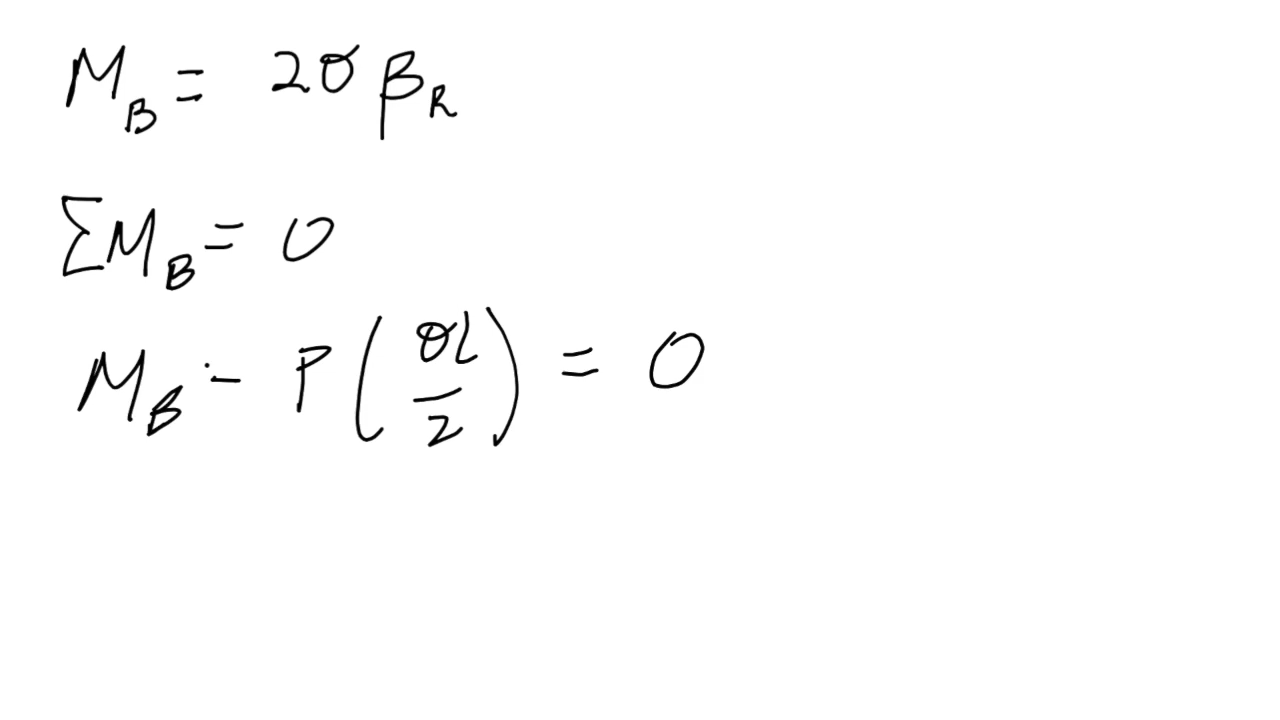 M_B = 2θ β_R
ΣM_B = 0
M_B - P(θL/2) = 0